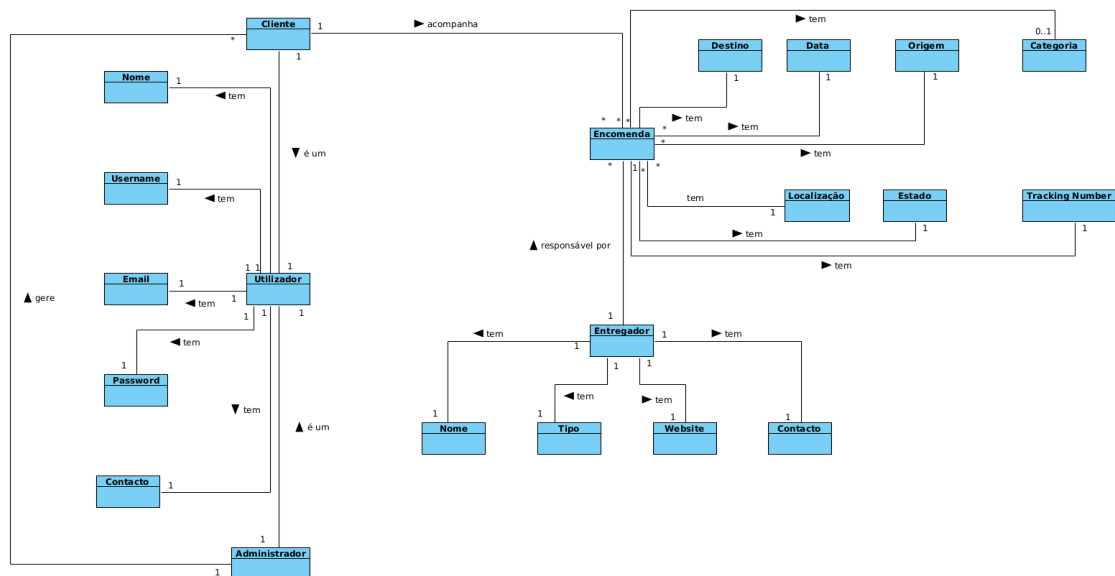 Cliente
1
► acompanha
► tem
0..1
*
1
Destino
Data
Origem
Categoria
1
1
1
Nome
1
◄ tem
► tem
* * *
*
► tem
Encomenda
*
► tem
▼ é um
* 1 * *
Username
1
◄ tem
tem
1
Localização
Estado
Tracking Number
1
1
► tem
▲ responsável por
► tem
1 1 1
Email
1
Utilizador
1
◄ tem
▲ gere
1 1 1
◄ tem
1
Password
1
Entregador
◄ tem
1
1
► tem
1 1
◄ tem
► tem
▼ tem
1
1
1
1
▲ é um
Nome
Tipo
Website
Contacto
Contacto
1
1
Administrador
1